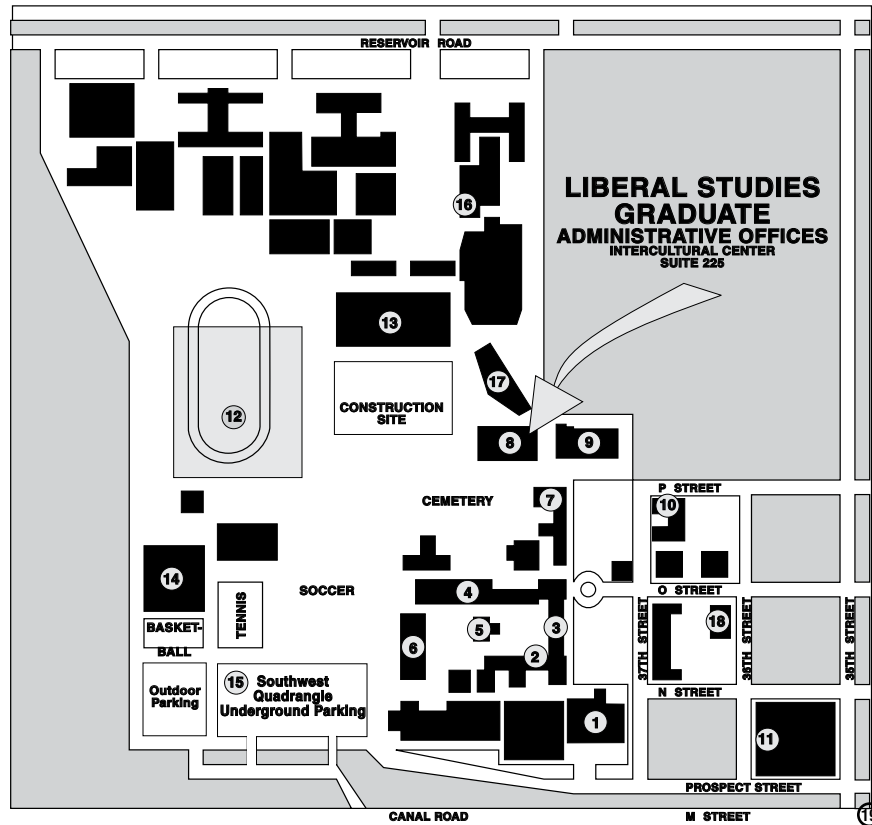 RESERVOIR ROAD
LIBERAL STUDIES
GRADUATE
ADMINISTRATIVE OFFICES
INTERCULTURAL CENTER
SUITE 225
16
13
17
CONSTRUCTION
SITE
12
8
9
CEMETERY
P STREET
7
10
14
SOCCER
4
O STREET
TENNIS
BASKET-
BALL
5
3
6
2
37TH STREET
18
36TH STREET
35TH STREET
15
Southwest
Quadrangle
Underground Parking
Outdoor
Parking
N STREET
1
11
PROSPECT STREET
CANAL ROAD
M STREET
19